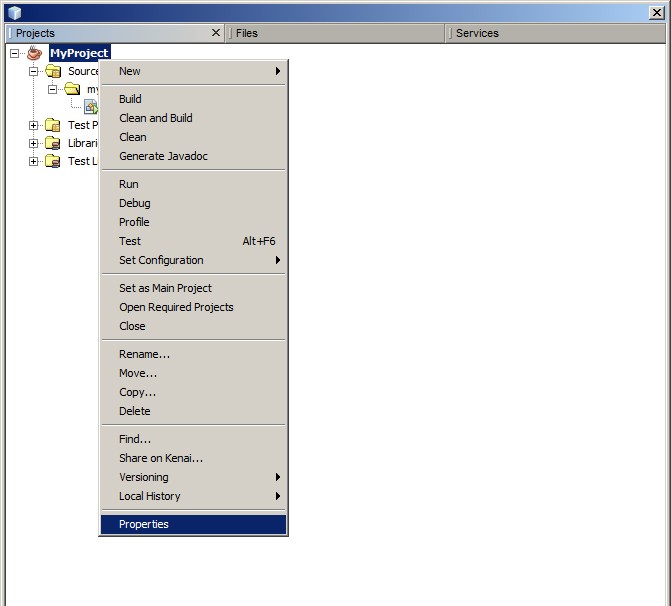 Projects Files Services
MyProject
Source
New
my
Build
Clean and Build
Clean
Test P
Generate Javadoc
Librari
Test L
Run
Debug
Profile
Test Alt+F6
Set Configuration
Set as Main Project
Open Required Projects
Close
Rename...
Move...
Copy...
Delete
Find...
Share on Kenai...
Versioning
Local History
Properties